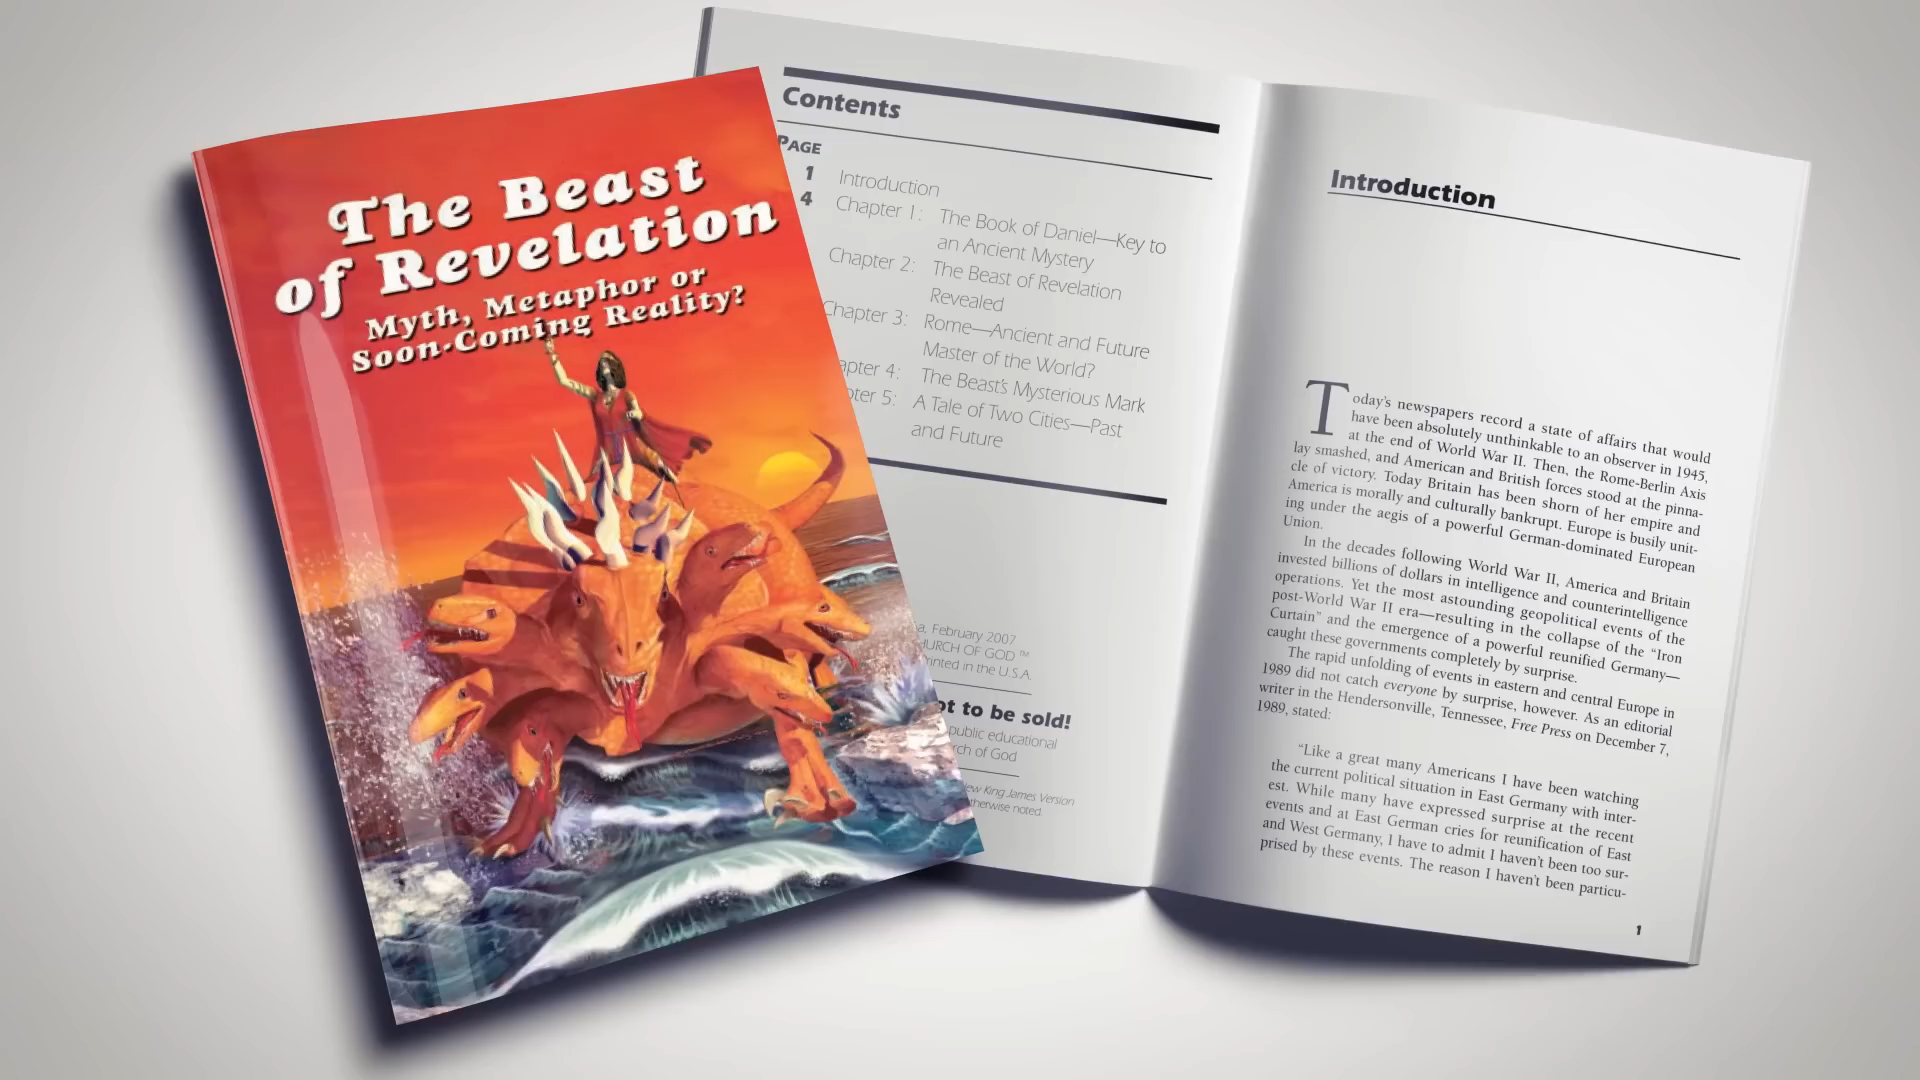 The Beast
of Revelation
Myth, Metaphor or
Soon-Coming Reality?
Contents
PAGE
1 Introduction
4 Chapter 1: The Book of Daniel—Key to
an Ancient Mystery
Chapter 2: The Beast of Revelation
Revealed
Chapter 3: Rome—Ancient and Future
Master of the World?
apter 4: The Beast's Mysterious Mark
pter 5: A Tale of Two Cities—Past
and Future
a, February 2007
HURCH OF GOD ™
rinted in the U.S.A.
ot to be sold!
public educational
rch of God
New King James Version
therwise noted.
Introduction
Today's newspapers record a state of affairs that would
have been absolutely unthinkable to an observer in 1945,
at the end of World War II. Then, the Rome-Berlin Axis
lay smashed, and American and British forces stood at the pinna-
cle of victory. Today Britain has been shorn of her empire and
America is morally and culturally bankrupt. Europe is busily unit-
ing under the aegis of a powerful German-dominated European
Union.
In the decades following World War II, America and Britain
invested billions of dollars in intelligence and counterintelligence
operations. Yet the most astounding geopolitical events of the
post-World War II era—resulting in the collapse of the “Iron
Curtain” and the emergence of a powerful reunified Germany—
caught these governments completely by surprise.
The rapid unfolding of events in eastern and central Europe in
1989 did not catch everyone by surprise, however. As an editorial
writer in the Hendersonville, Tennessee, Free Press on December 7,
1989, stated:
“Like a great many Americans I have been watching
the current political situation in East Germany with inter-
est. While many have expressed surprise at the recent
events and at East German cries for reunification of East
and West Germany, I have to admit I haven't been too sur-
prised by these events. The reason I haven't been particu-
1